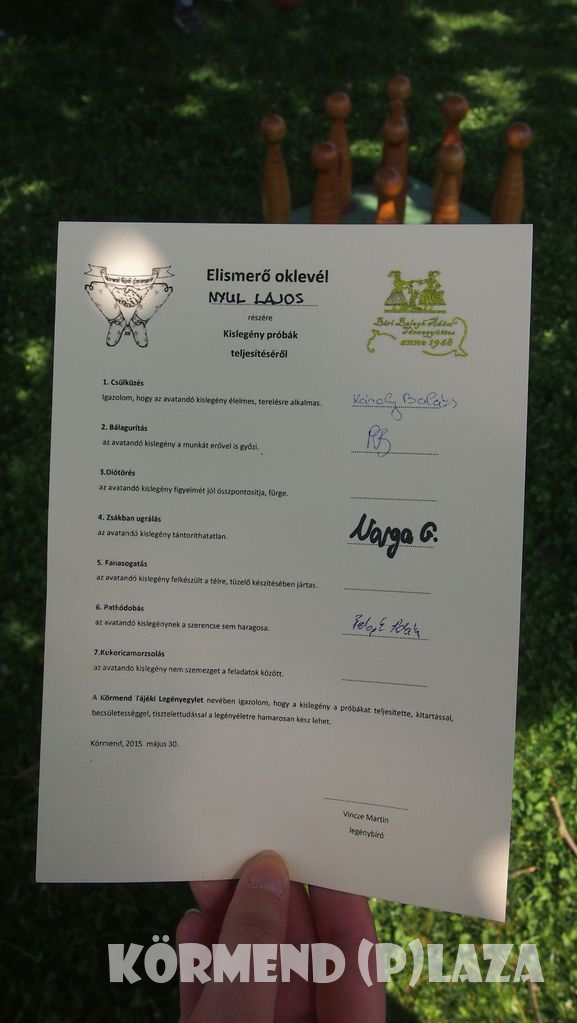 Elismerő oklevél
NYUL LAJOS
részére
Kislegény próbák
teljesítéséről
Béri Balogh Ádám
Táncegyüttes
anno 1968
1. Csülközés
Igazolom, hogy az avatandó kislegény élelmes, terelésre alkalmas.
Károly Balázs
2. Bálagurítás
az avatandó kislegény a munkát erővel is győzi.
3.Diótörés
az avatandó kislegény figyelmét jól összpontosítja, fürge.
4. Zsákban ugrálás
az avatandó kislegény tántoríthatatlan.
Varga G.
5. Fahasogatás
az avatandó kislegény felkészült a télre, tüzelő készítésében jártas.
6. Patkódobás
az avatandó kislegénynek a szerencse sem haragosa.
7.Kukoricamorzsolás
az avatandó kislegény nem szemezget a feladatok között.
A Körmend Tájéki Legényegylet nevében igazolom, hogy a kislegény a próbákat teljesítette, kitartással,
becsületességgel, tisztelettudással a legényéletre hamarosan kész lehet.
Körmend, 2015. május 30.
Vincze Martin
legénybíró
KÖRMEND (P)LAZA